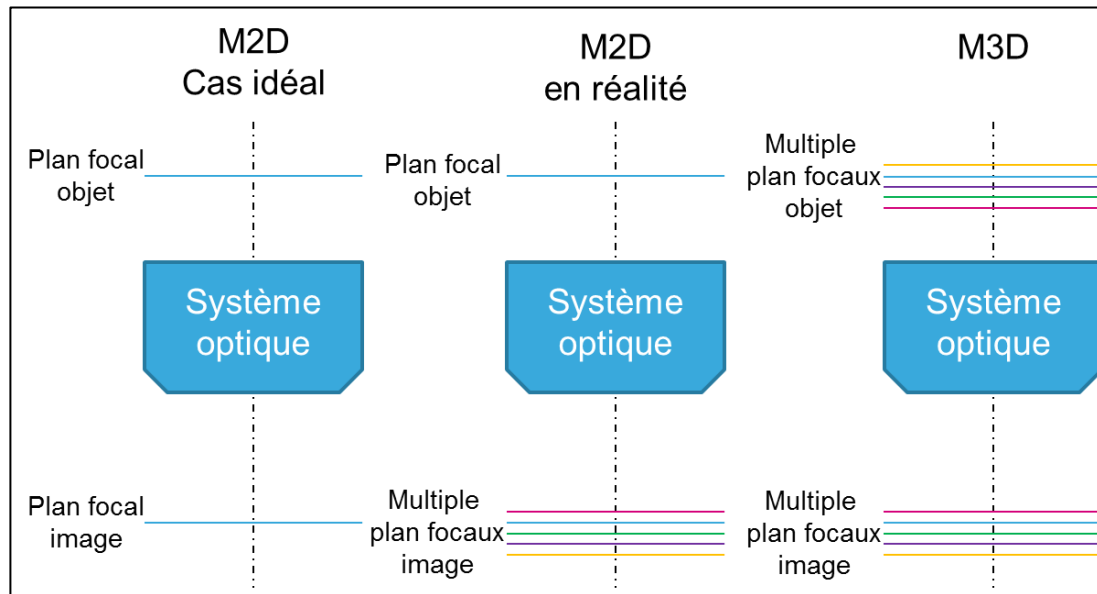 M2D
Cas idéal
M2D
en réalité
M3D
Plan focal
objet
Plan focal
objet
Multiple
plan focaux
objet
Système
optique
Système
optique
Système
optique
Plan focal
image
Multiple
plan focaux
image
Multiple
plan focaux
image